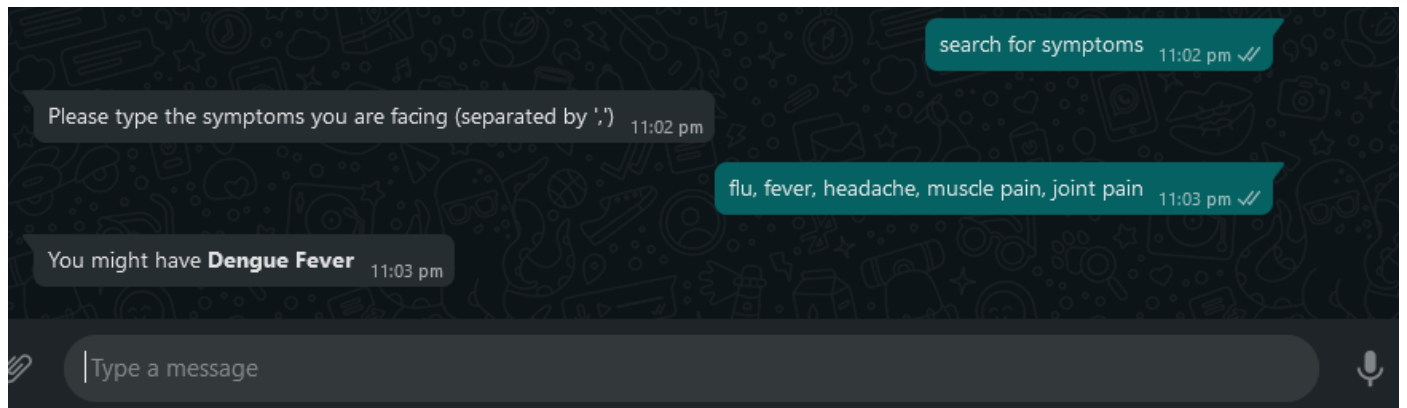 search for symptoms 11:02 pm
Please type the symptoms you are facing (separated by ',') 11:02 pm
flu, fever, headache, muscle pain, joint pain 11:03 pm
You might have Dengue Fever 11:03 pm
Type a message